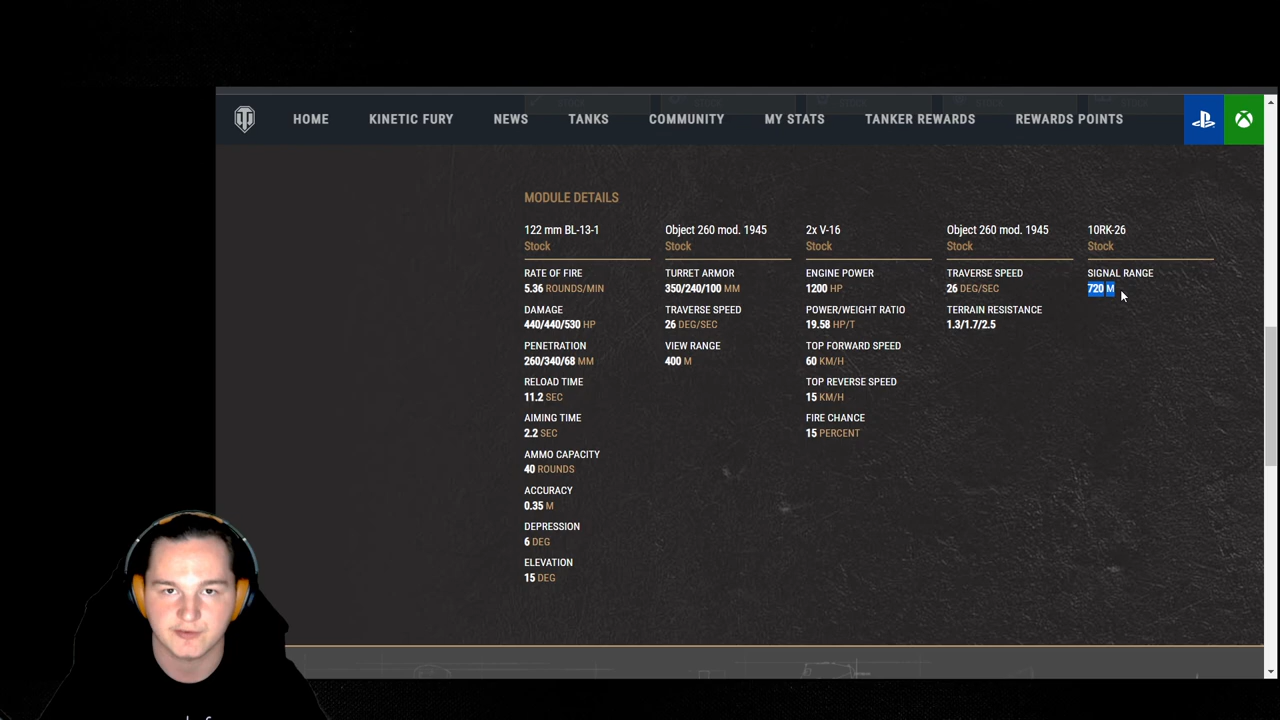 HOME KINETIC FURY NEWS TANKS COMMUNITY MY STATS TANKER REWARDS REWARDS POINTS
MODULE DETAILS
122 mm BL-13-1
Stock
RATE OF FIRE
5.36 ROUNDS/MIN
DAMAGE
440/440/530 HP
PENETRATION
260/340/68 MM
RELOAD TIME
11.2 SEC
AIMING TIME
2.2 SEC
AMMO CAPACITY
40 ROUNDS
ACCURACY
0.35 M
DEPRESSION
6 DEG
ELEVATION
15 DEG
Object 260 mod. 1945
Stock
TURRET ARMOR
350/240/100 MM
TRAVERSE SPEED
26 DEG/SEC
VIEW RANGE
400 M
2x V-16
Stock
ENGINE POWER
1200 HP
POWER/WEIGHT RATIO
19.58 HP/T
TOP FORWARD SPEED
60 KM/H
TOP REVERSE SPEED
15 KM/H
FIRE CHANCE
15 PERCENT
Object 260 mod. 1945
Stock
TRAVERSE SPEED
26 DEG/SEC
TERRAIN RESISTANCE
1.3/1.7/2.5
10RK-26
Stock
SIGNAL RANGE
720 M